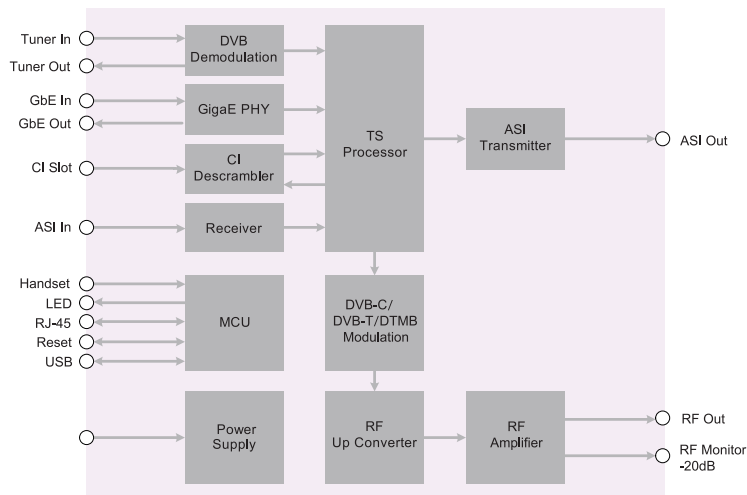 Tuner In
Tuner Out
DVB
Demodulation
GbE In
GbE Out
GigaE PHY
CI Slot
CI
Descrambler
ASI In
Receiver
TS
Processor
ASI
Transmitter
ASI Out
Handset
LED
RJ-45
Reset
USB
MCU
DVB-C/
DVB-T/DTMB
Modulation
Power
Supply
RF
Up Converter
RF
Amplifier
RF Out
RF Monitor
-20dB